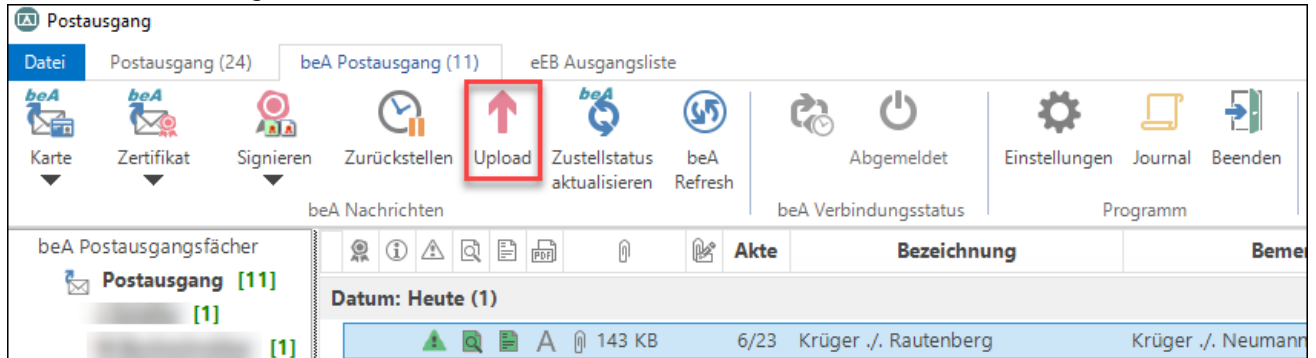 Postausgang
Datei Postausgang (24) beA Postausgang (11) eEB Ausgangsliste
beA beA beA
Karte Zertifikat Signieren Zurückstellen Upload Zustellstatus aktualisieren beA Refresh Abgemeldet Einstellungen Journal Beenden
beA Nachrichten beA Verbindungsstatus Programm
beA Postausgangsfächer PDF Akte Bezeichnung Bemer
Postausgang [11] Datum: Heute (1)
[1]
[1] A 143 KB 6/23 Krüger ./. Rautenberg Krüger ./. Neumann